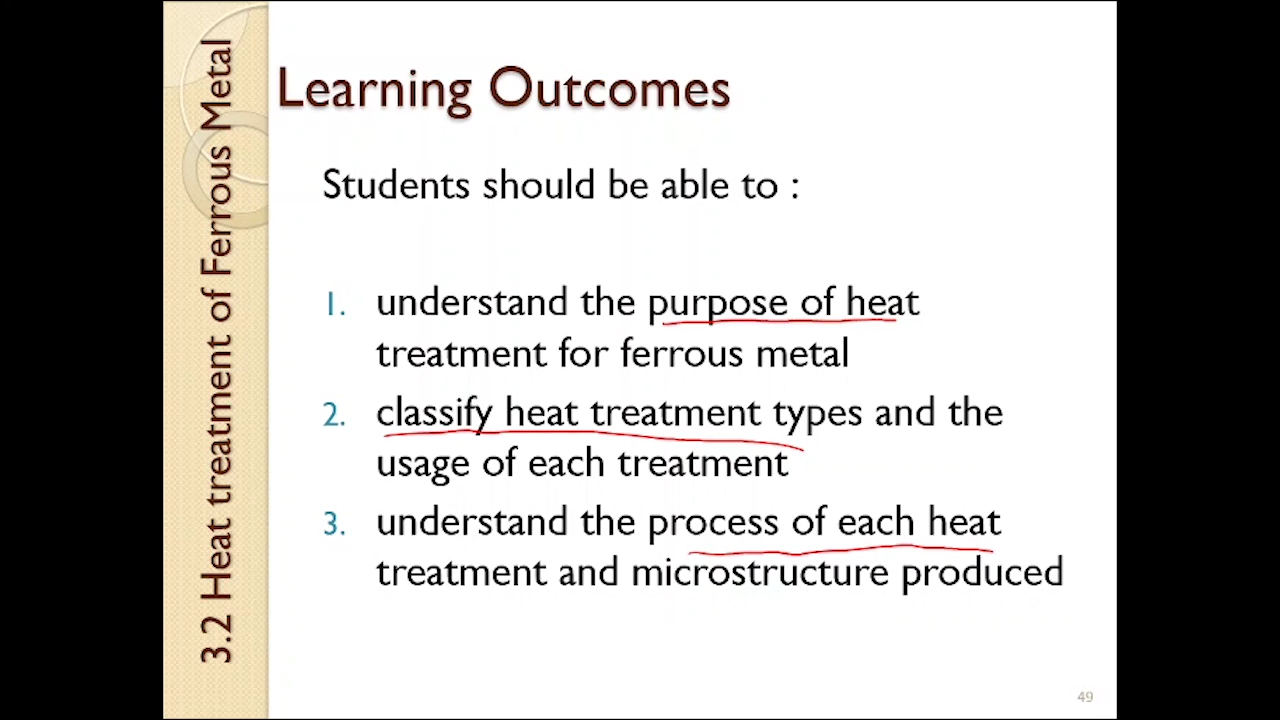 3.2 Heat treatment of Ferrous Metal
Learning Outcomes
Students should be able to :
1. understand the purpose of heat
treatment for ferrous metal
2. classify heat treatment types and the
usage of each treatment
3. understand the process of each heat
treatment and microstructure produced
49